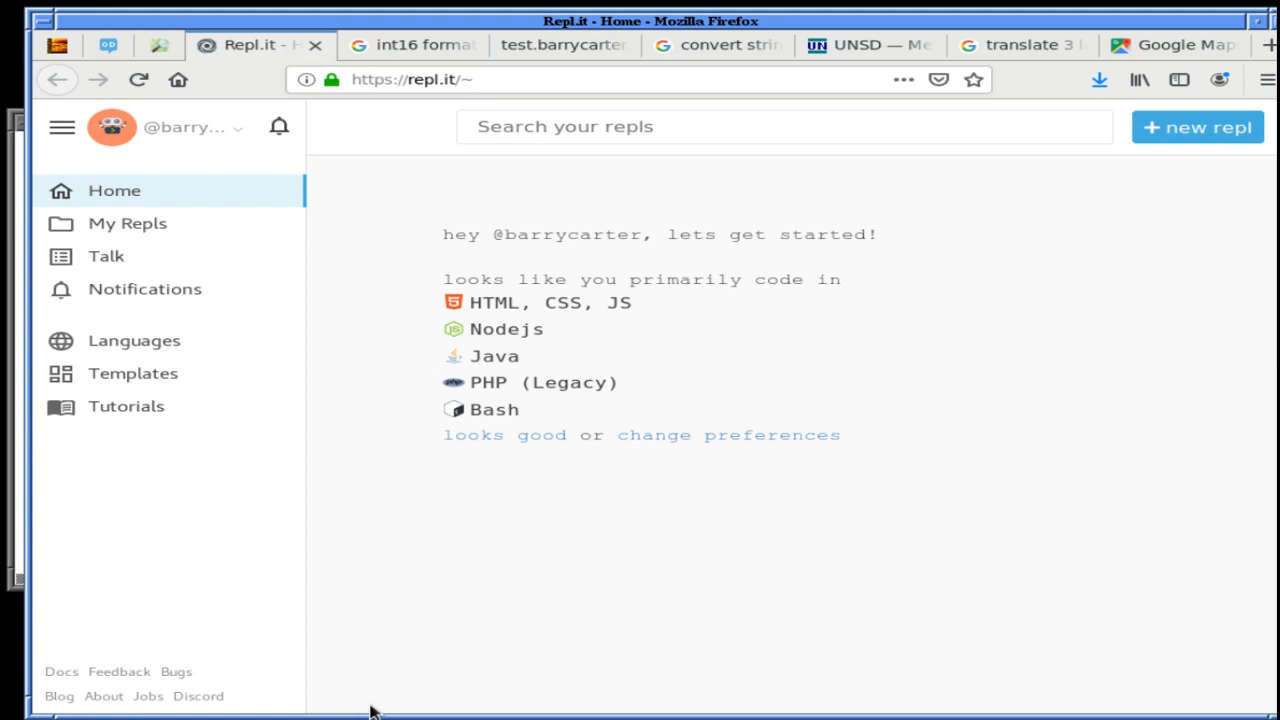 Repl.it - Home - Mozilla Firefox
Repl.it - H
int16 format
test.barrycarter
convert strin
UN UNSD — Me
translate 3 l
Google Map
https://repl.it/~
@barry...
Search your repls
+ new repl
Home
My Repls
Talk
Notifications
Languages
Templates
Tutorials
hey @barrycarter, lets get started!
looks like you primarily code in
HTML, CSS, JS
Nodejs
Java
PHP (Legacy)
Bash
looks good or change preferences
Docs Feedback Bugs
Blog About Jobs Discord